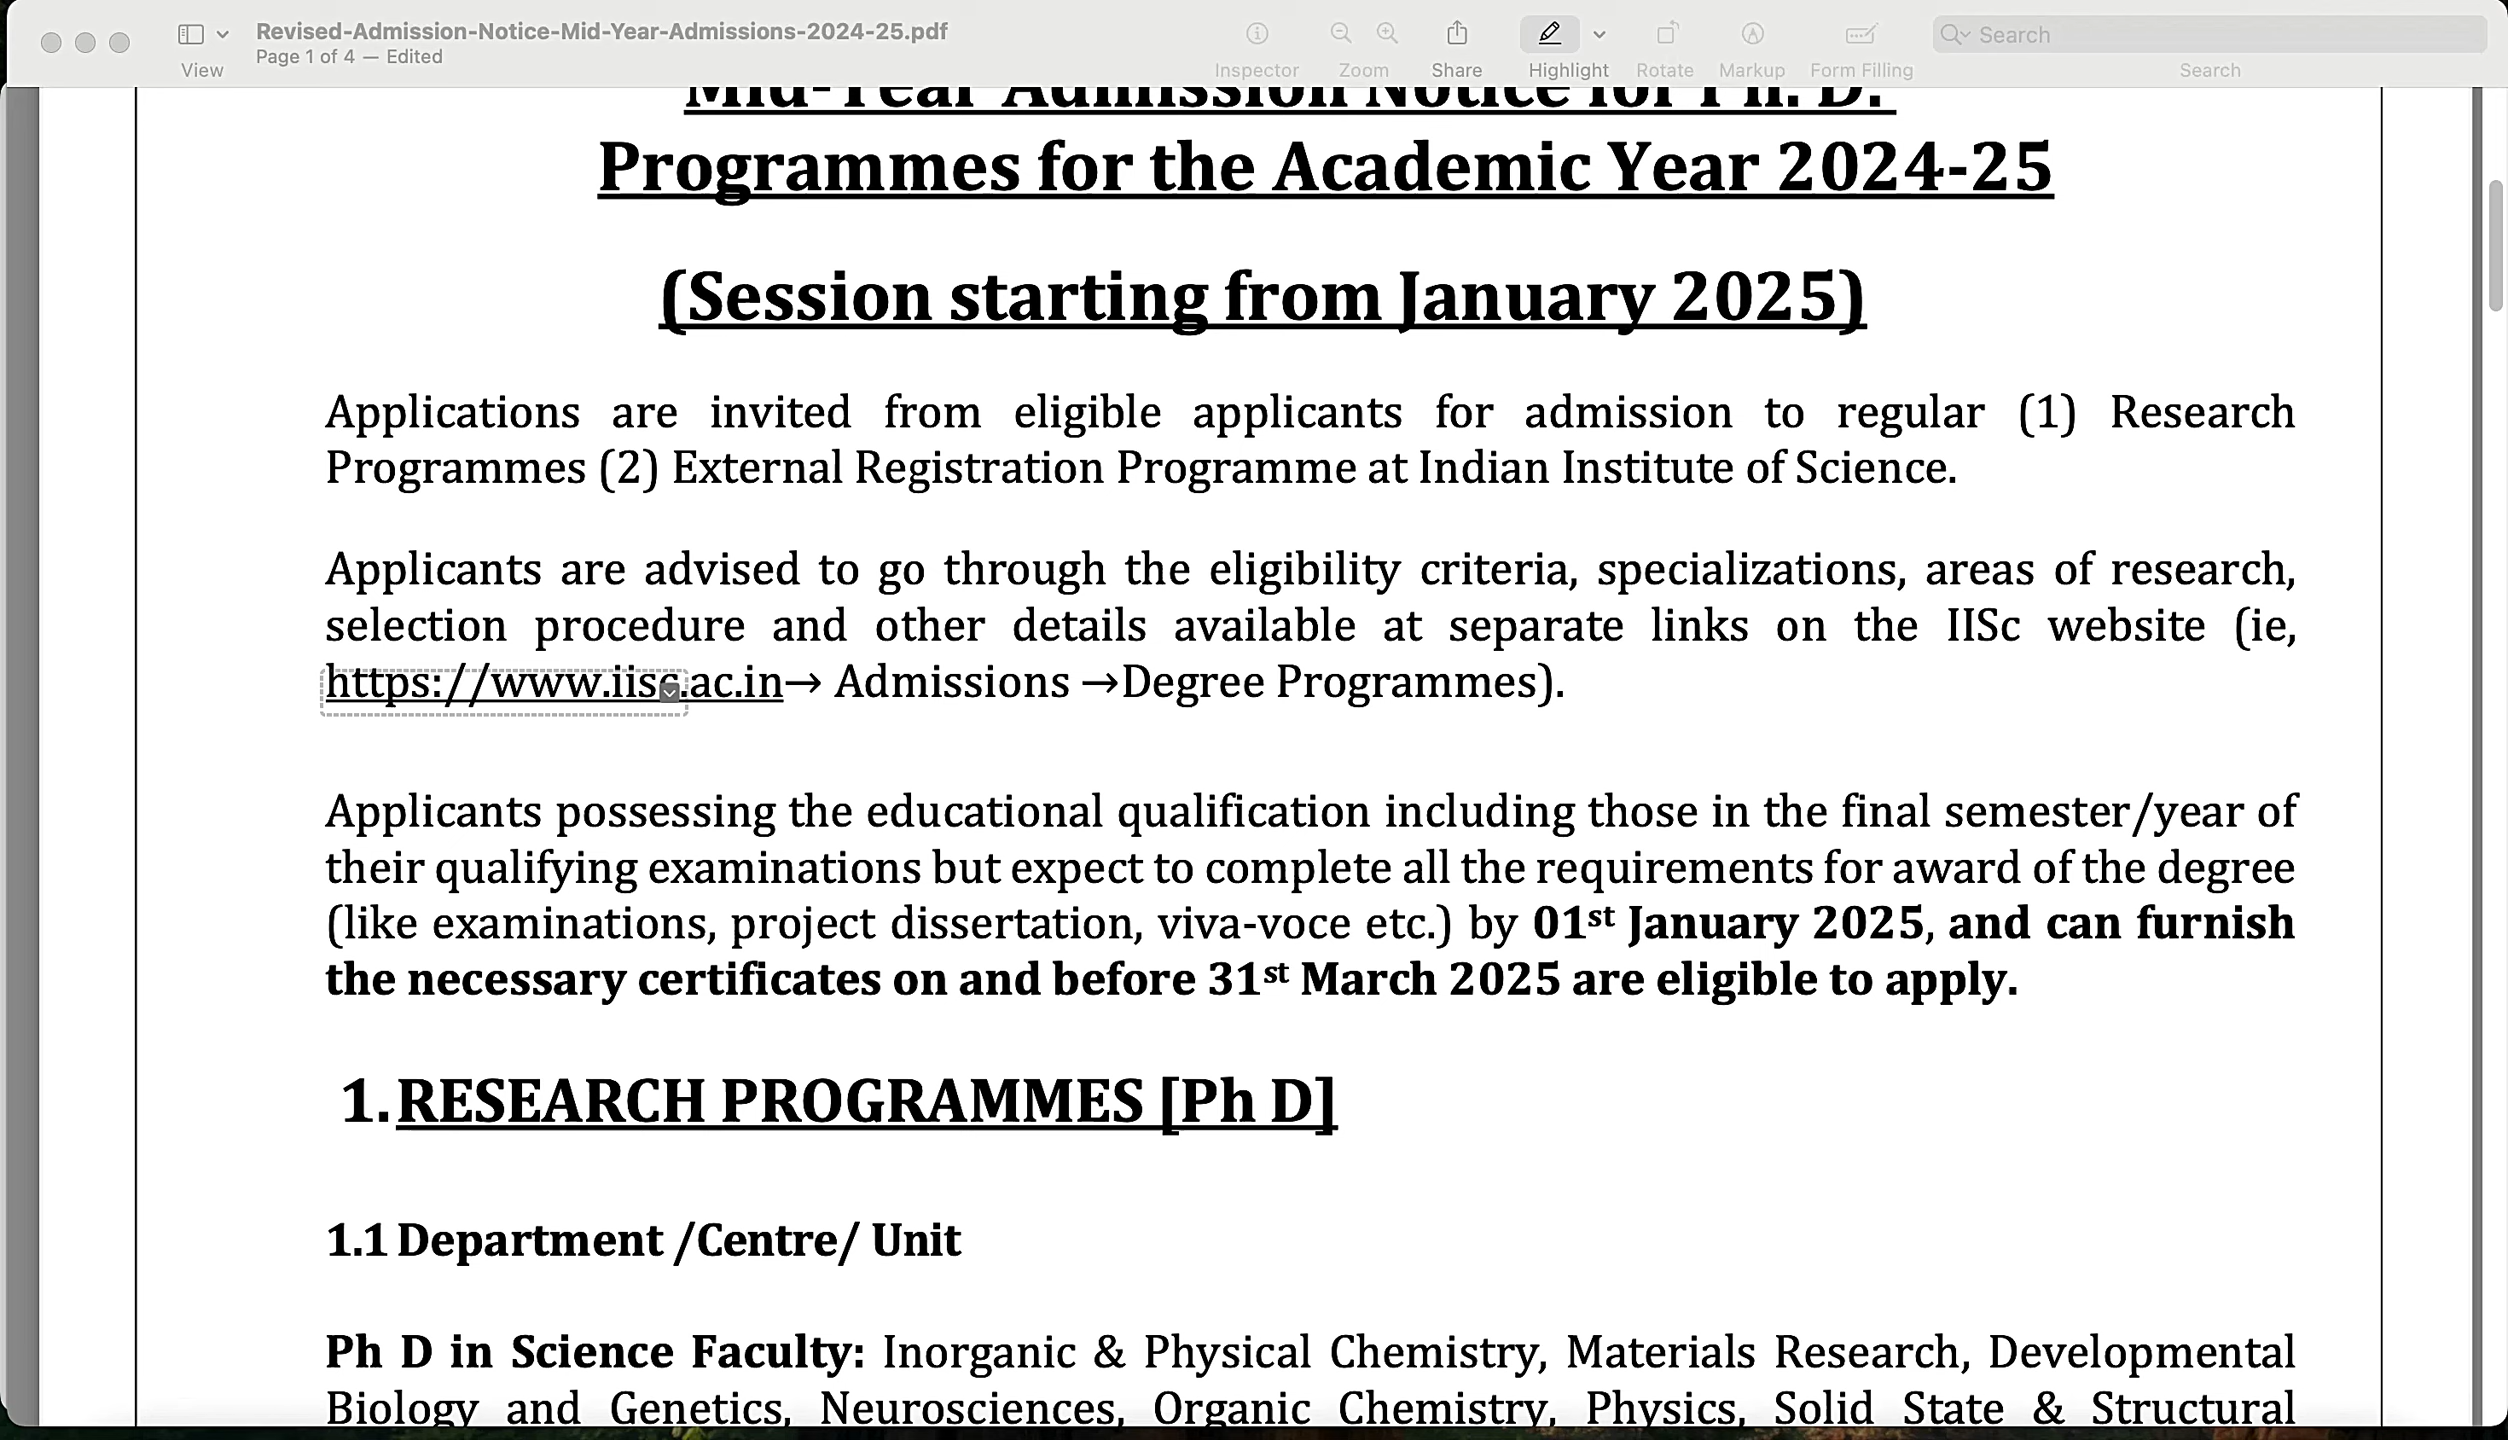 Revised-Admission-Notice-Mid-Year-Admissions-2024-25.pdf
Page 1 of 4 — Edited
View
Inspector
Zoom
Share
Highlight
Rotate
Markup
Form Filling
Search
Search
Mid-Year Admission Notice for Ph. D.
Programmes for the Academic Year 2024-25
(Session starting from January 2025)
Applications are invited from eligible applicants for admission to regular (1) Research
Programmes (2) External Registration Programme at Indian Institute of Science.
Applicants are advised to go through the eligibility criteria, specializations, areas of research,
selection procedure and other details available at separate links on the IISc website (ie,
https://www.iisc.ac.in→ Admissions →Degree Programmes).
Applicants possessing the educational qualification including those in the final semester/year of
their qualifying examinations but expect to complete all the requirements for award of the degree
(like examinations, project dissertation, viva-voce etc.) by 01st January 2025, and can furnish
the necessary certificates on and before 31st March 2025 are eligible to apply.
1. RESEARCH PROGRAMMES [Ph D]
1.1 Department /Centre/ Unit
Ph D in Science Faculty: Inorganic & Physical Chemistry, Materials Research, Developmental
Biology and Genetics, Neurosciences, Organic Chemistry, Physics, Solid State & Structural